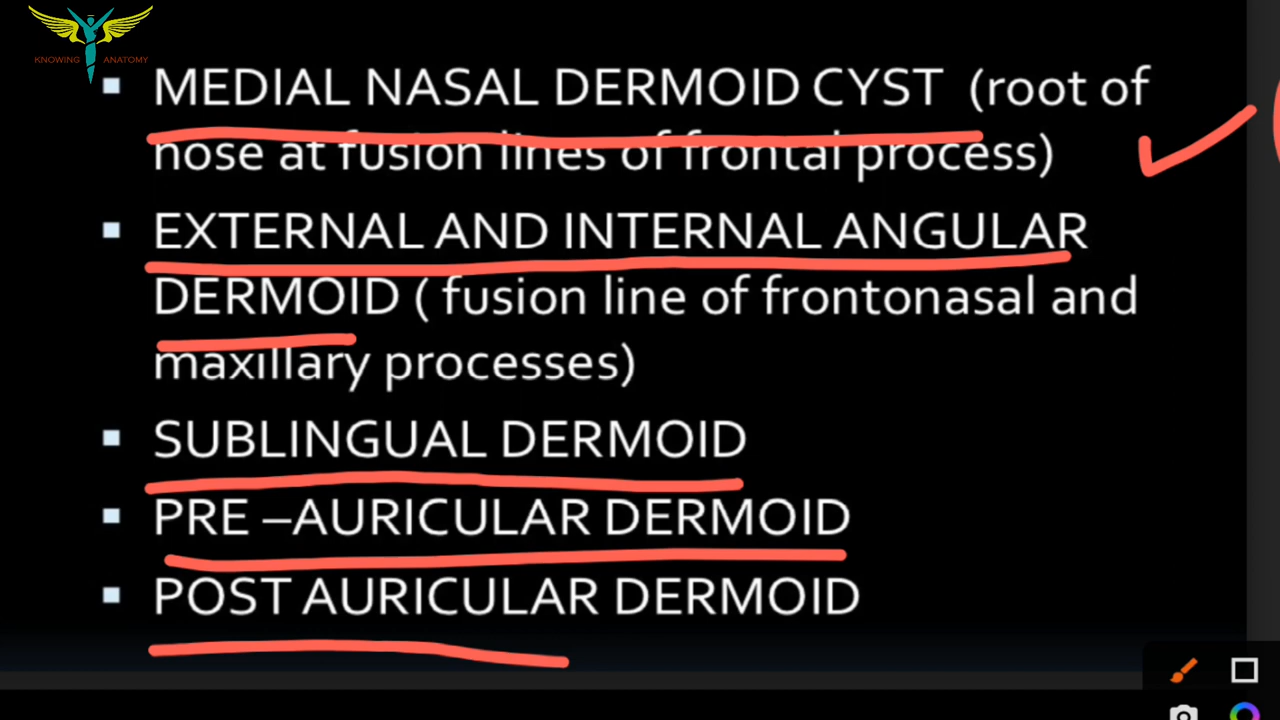 KNOWING ANATOMY
MEDIAL NASAL DERMOID CYST (root of
nose at fusion lines of frontal process)
EXTERNAL AND INTERNAL ANGULAR
DERMOID ( fusion line of frontonasal and
maxillary processes)
SUBLINGUAL DERMOID
PRE –AURICULAR DERMOID
POST AURICULAR DERMOID